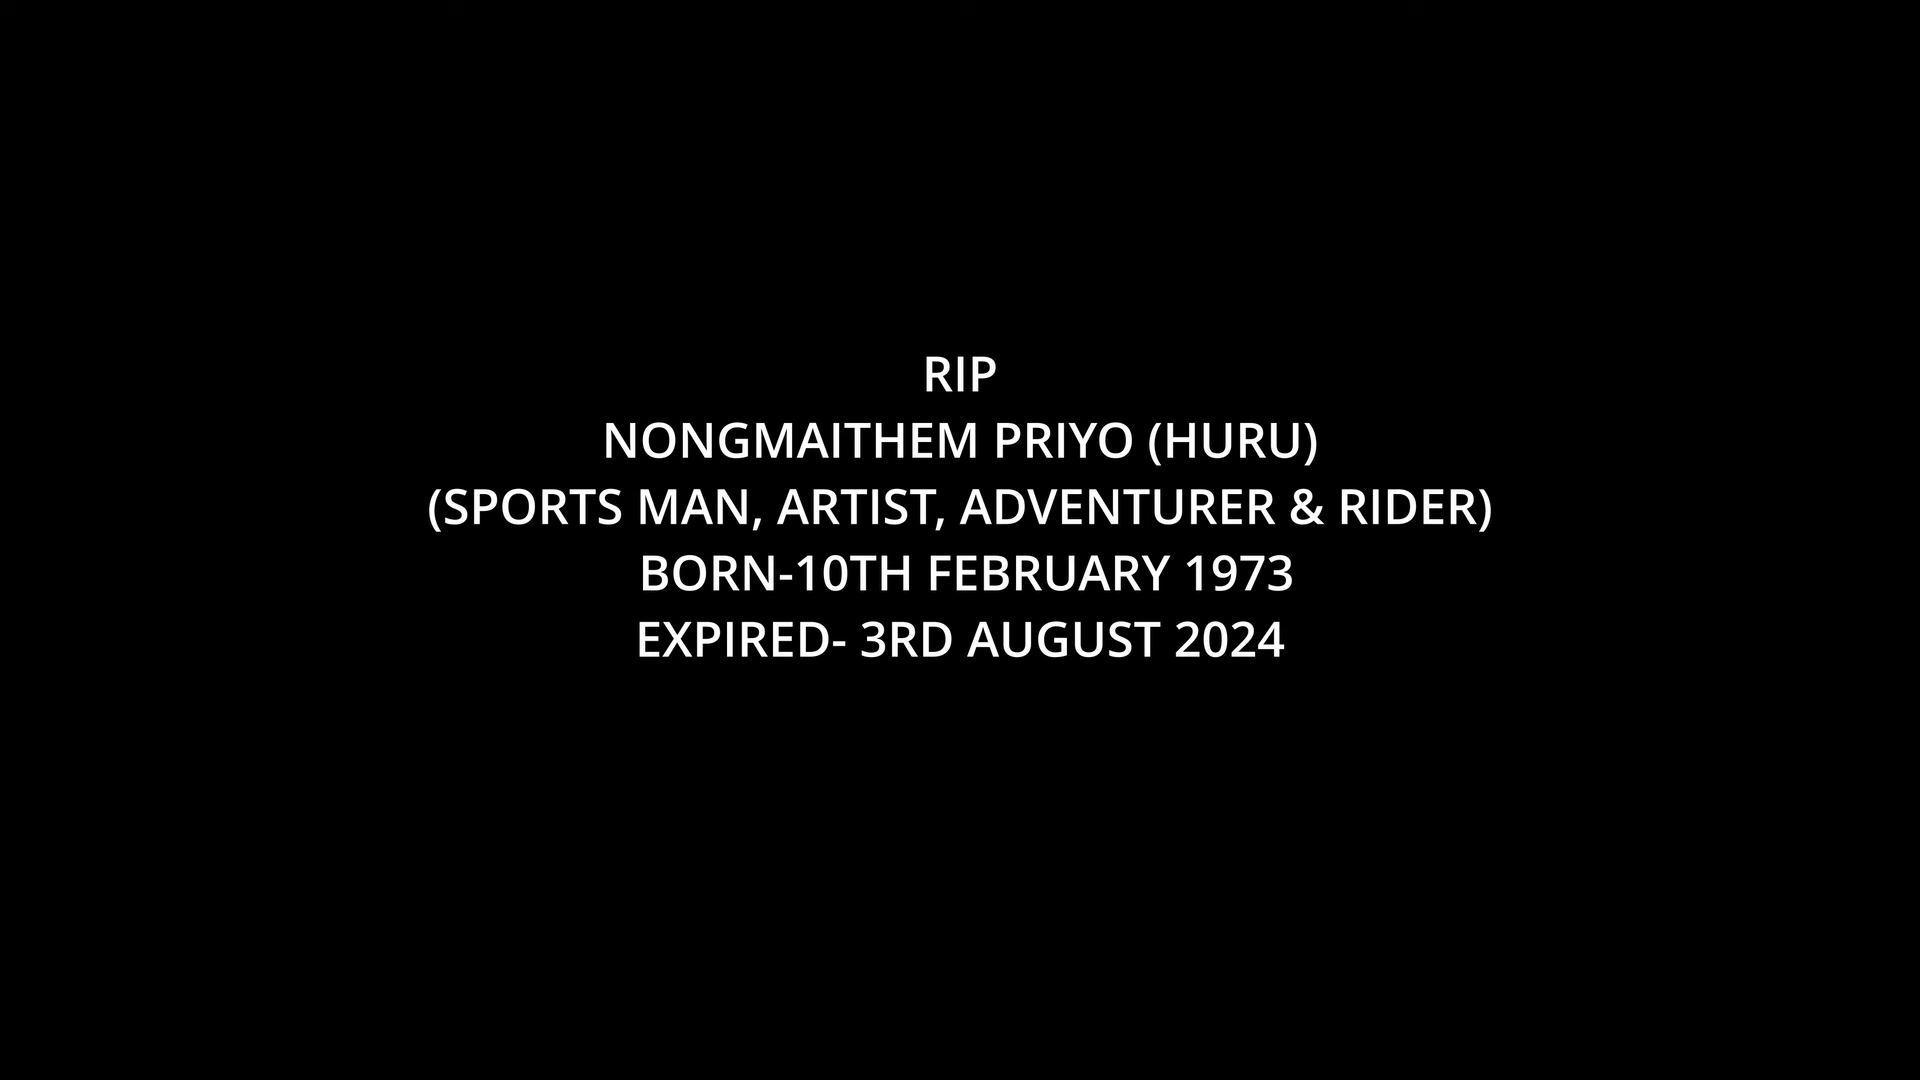 RIP
NONGMAITHEM PRIYO (HURU)
(SPORTS MAN, ARTIST, ADVENTURER & RIDER)
BORN-10TH FEBRUARY 1973
EXPIRED- 3RD AUGUST 2024